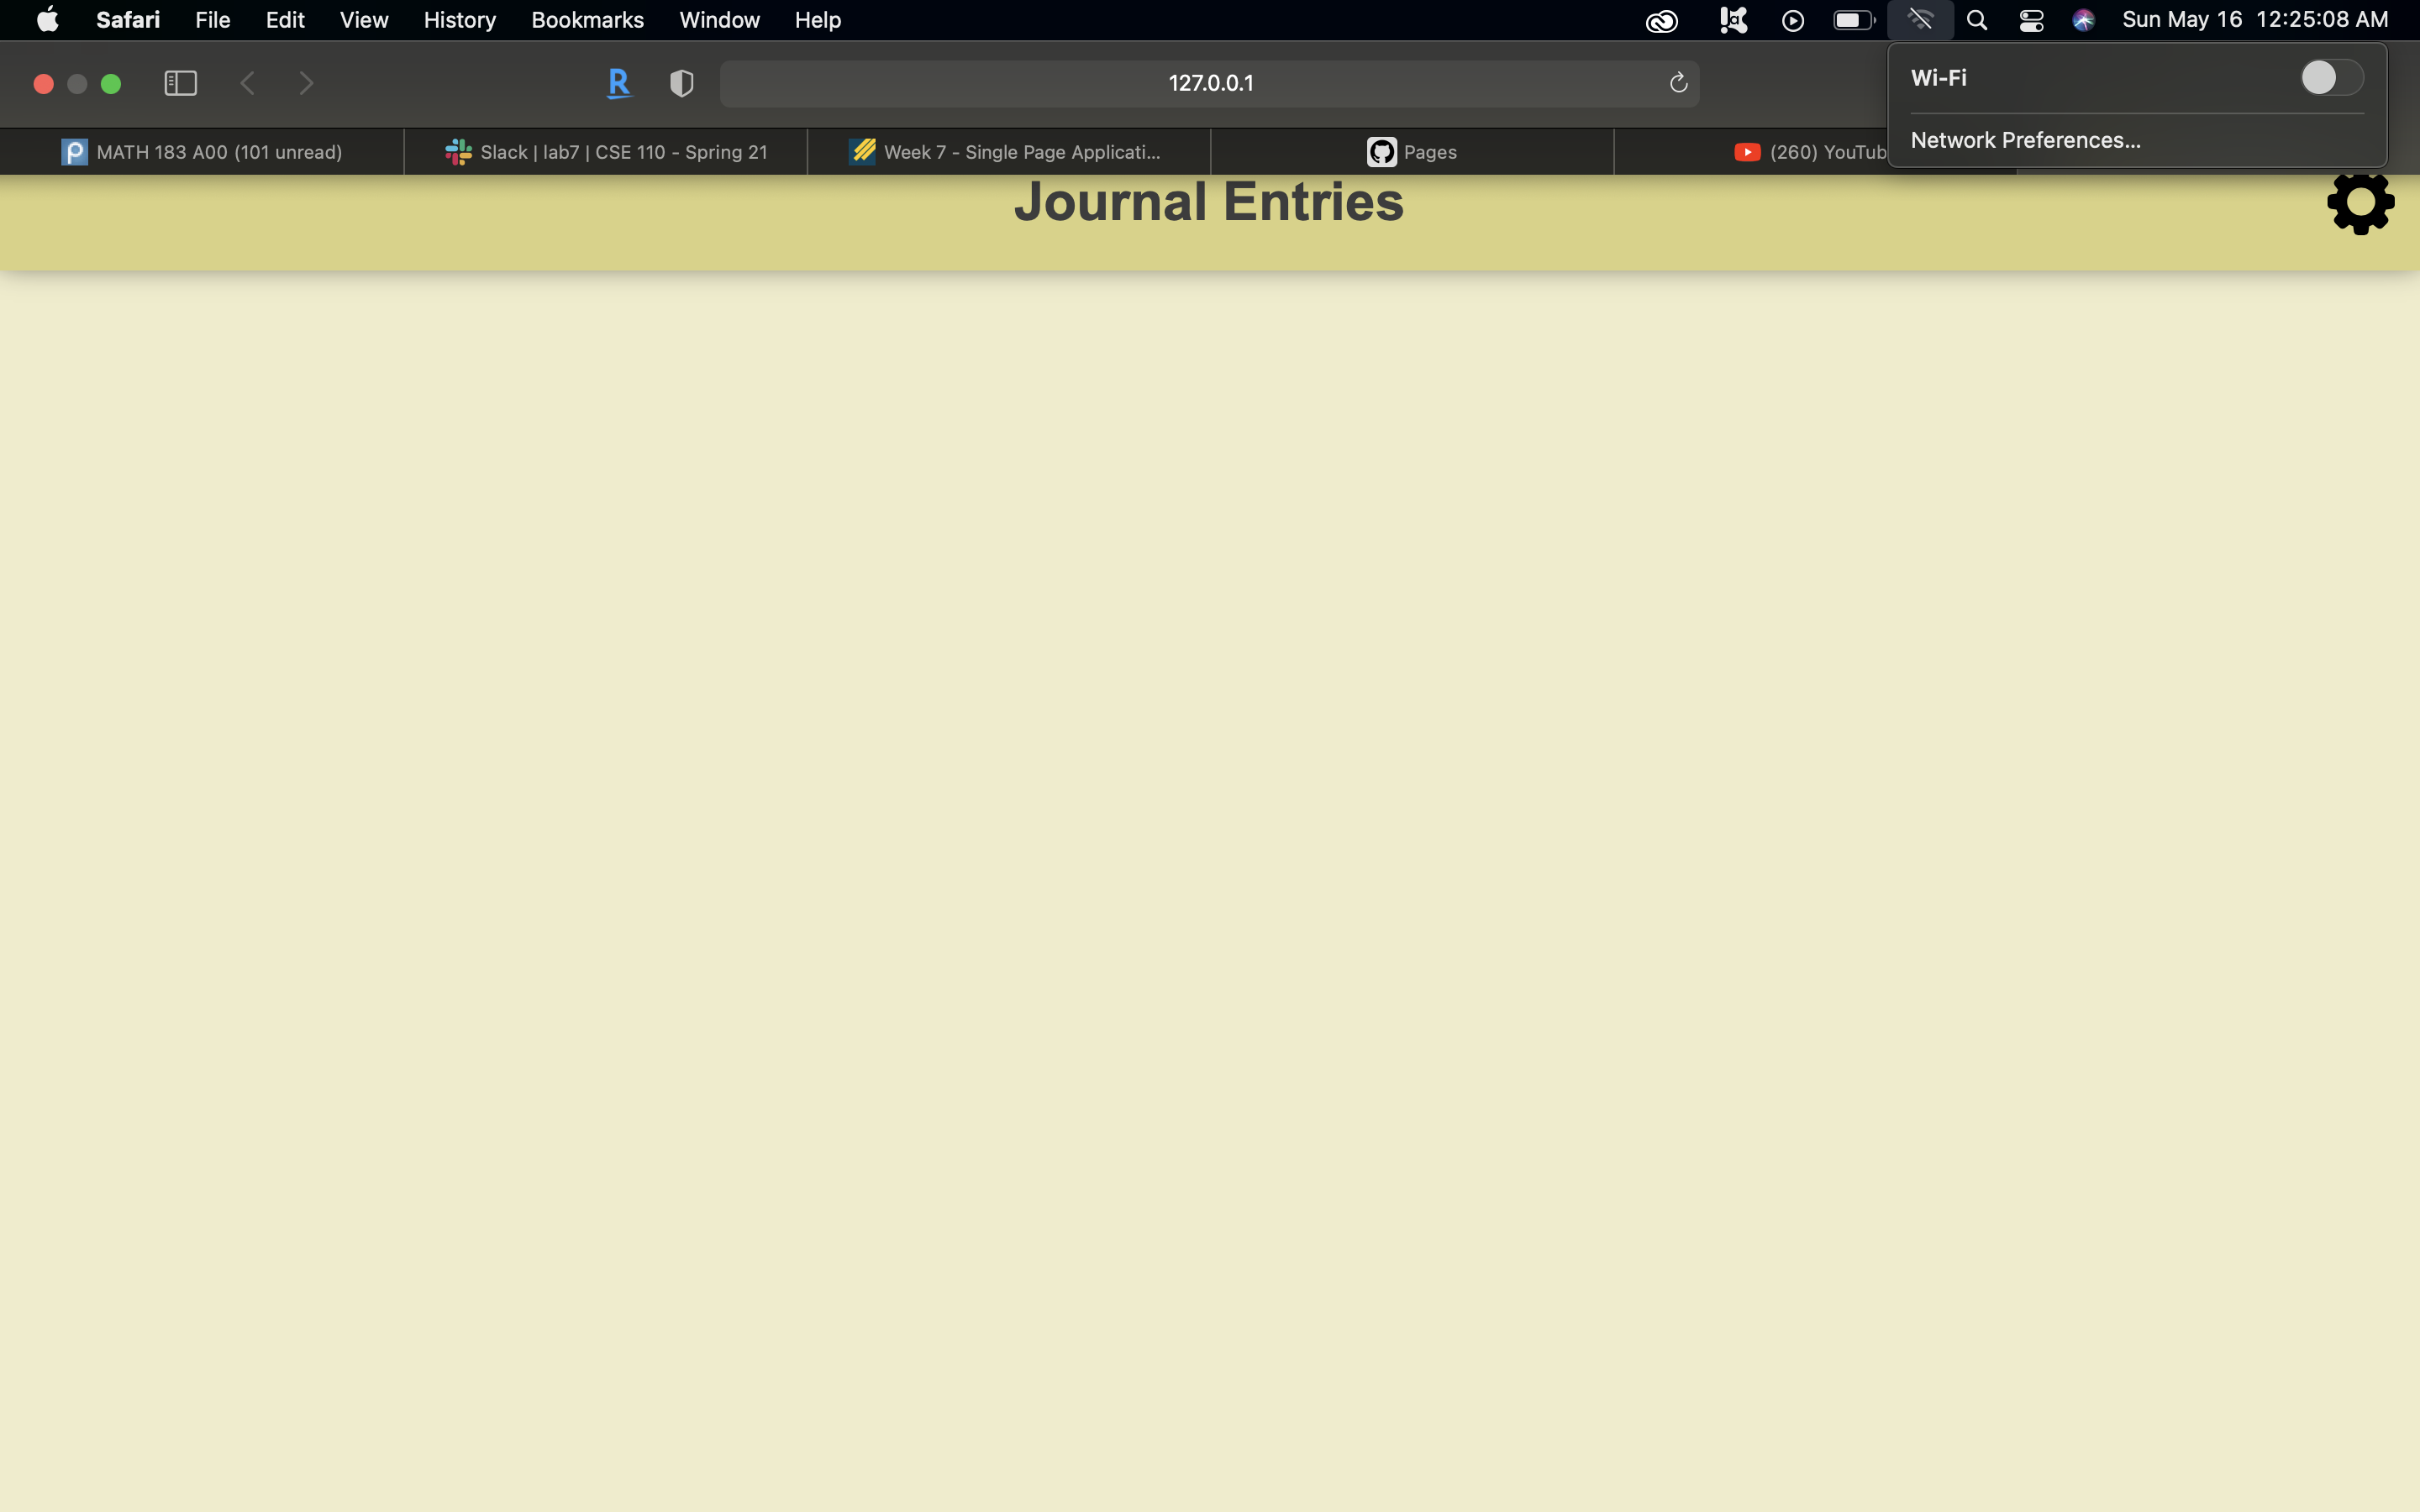 Safari File Edit View History Bookmarks Window Help Sun May 16 12:25:08 AM
127.0.0.1
Wi-Fi
Network Preferences...
MATH 183 A00 (101 unread) Slack | lab7 | CSE 110 - Spring 21 Week 7 - Single Page Applicati... Pages (260) YouTub
Journal Entries